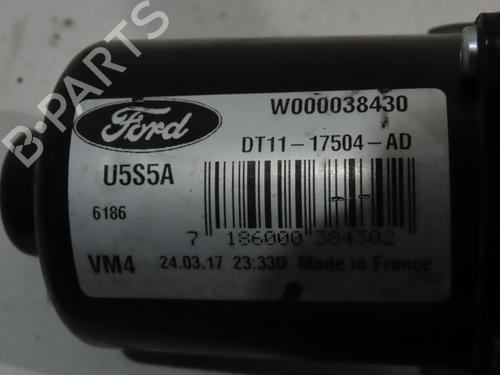 Ford
W000038430
DT11-17504-AD
U5S5A
6186
7 186000 384302
VM4 24.03.17 23:33D Made in France